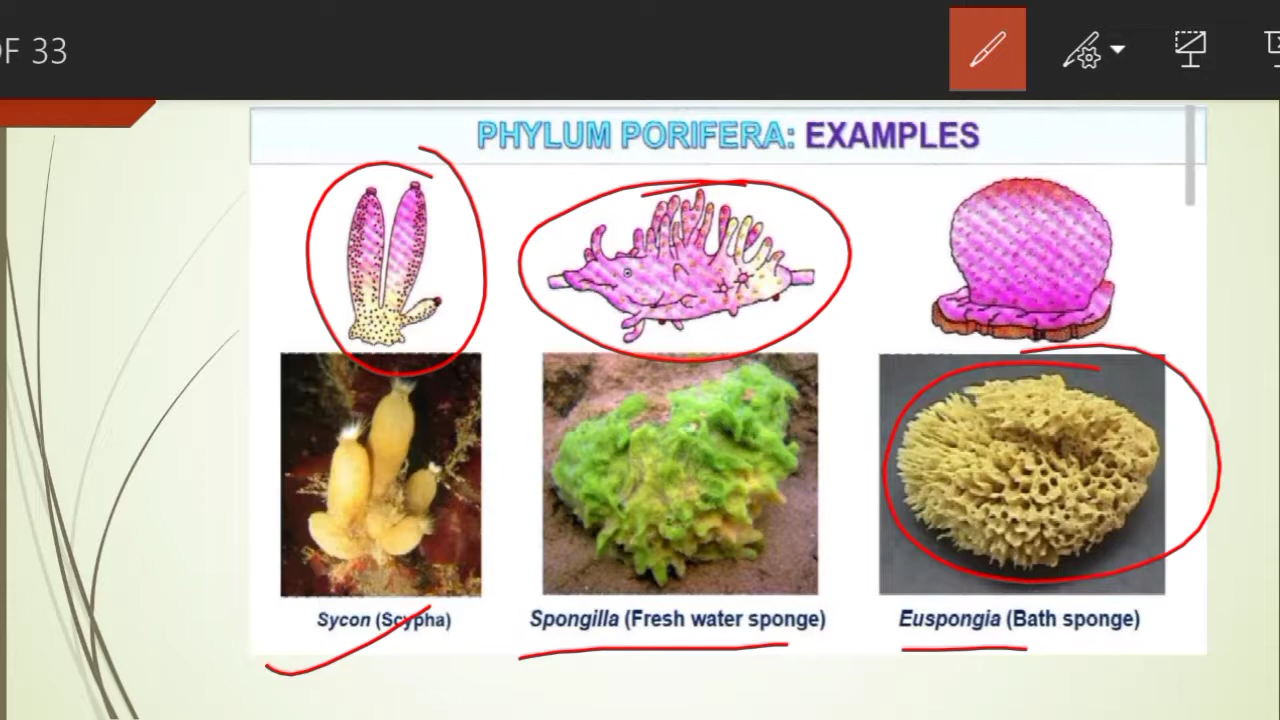 OF 33
PHYLUM PORIFERA: EXAMPLES
Sycon (Scypha)
Spongilla (Fresh water sponge)
Euspongia (Bath sponge)